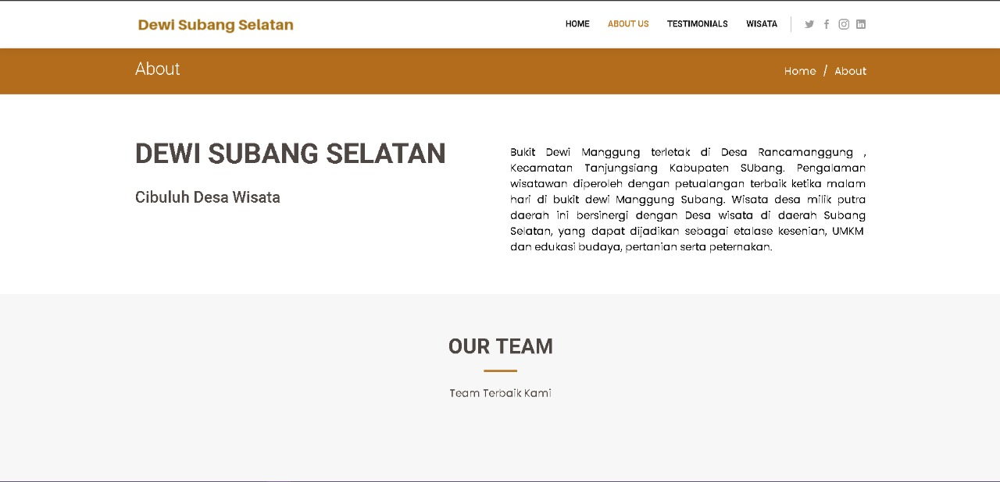 Dewi Subang Selatan
HOME ABOUT US TESTIMONIALS WISATA
About
Home / About
DEWI SUBANG SELATAN
Cibuluh Desa Wisata
Bukit Dewi Manggung terletak di Desa Rancamanggung ,
Kecamatan Tanjungsiang Kabupaten SUbang. Pengalaman
wisatawan diperoleh dengan petualangan terbaik ketika malam
hari di bukit dewi Manggung Subang. Wisata desa milik putra
daerah ini bersinergi dengan Desa wisata di daerah Subang
Selatan, yang dapat dijadikan sebagai etalase kesenian, UMKM
dan edukasi budaya, pertanian serta peternakan.
OUR TEAM
Team Terbaik Kami